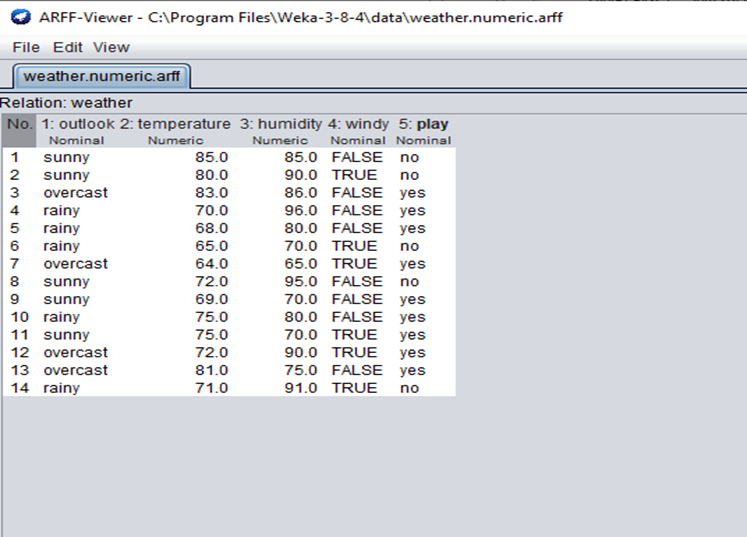 ARFF-Viewer - C:\Program Files\Weka-3-8-4\data\weather.numeric.arff
File Edit View
weather.numeric.arff
Relation: weather
No. 1: outlook 2: temperature 3: humidity 4: windy 5: play
Nominal Numeric Numeric Nominal Nominal
1 sunny 85.0 85.0 FALSE no
2 sunny 80.0 90.0 TRUE no
3 overcast 83.0 86.0 FALSE yes
4 rainy 70.0 96.0 FALSE yes
5 rainy 68.0 80.0 FALSE yes
6 rainy 65.0 70.0 TRUE no
7 overcast 64.0 65.0 TRUE yes
8 sunny 72.0 95.0 FALSE no
9 sunny 69.0 70.0 FALSE yes
10 rainy 75.0 80.0 FALSE yes
11 sunny 75.0 70.0 TRUE yes
12 overcast 72.0 90.0 TRUE yes
13 overcast 81.0 75.0 FALSE yes
14 rainy 71.0 91.0 TRUE no